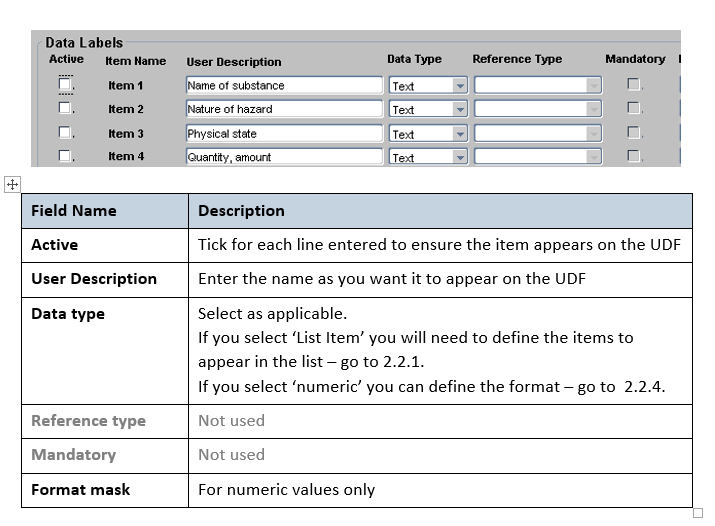 Data Labels
Active Item Name User Description Data Type Reference Type Mandatory
Item 1 Name of substance Text
Item 2 Nature of hazard Text
Item 3 Physical state Text
Item 4 Quantity, amount Text
Field Name Description
Active Tick for each line entered to ensure the item appears on the UDF
User Description Enter the name as you want it to appear on the UDF
Data type Select as applicable.
If you select ‘List Item’ you will need to define the items to
appear in the list – go to 2.2.1.
If you select ‘numeric’ you can define the format – go to 2.2.4.
Reference type Not used
Mandatory Not used
Format mask For numeric values only